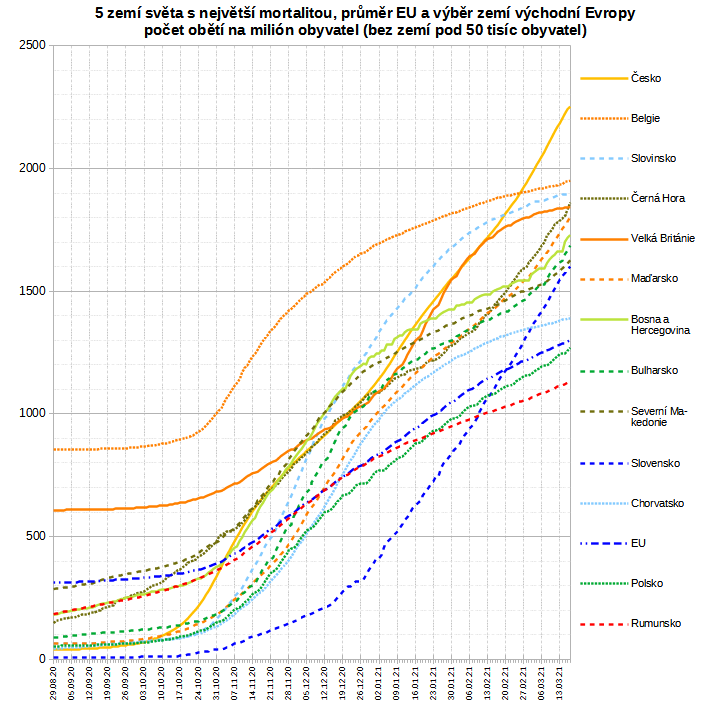 5 zemí světa s největší mortalitou, průměr EU a výběr zemí východní Evropy
počet obětí na milión obyvatel (bez zemí pod 50 tisíc obyvatel)
2500
2000
1500
1000
500
0
29.08.20
05.09.20
12.09.20
19.09.20
26.09.20
03.10.20
10.10.20
17.10.20
24.10.20
31.10.20
07.11.20
14.11.20
21.11.20
28.11.20
05.12.20
12.12.20
19.12.20
26.12.20
02.01.21
09.01.21
16.01.21
23.01.21
30.01.21
06.02.21
13.02.21
20.02.21
27.02.21
06.03.21
13.03.21
Česko
Belgie
Slovinsko
Černá Hora
Velká Británie
Maďarsko
Bosna a
Hercegovina
Bulharsko
Severní Ma-
kedonie
Slovensko
Chorvatsko
EU
Polsko
Rumunsko